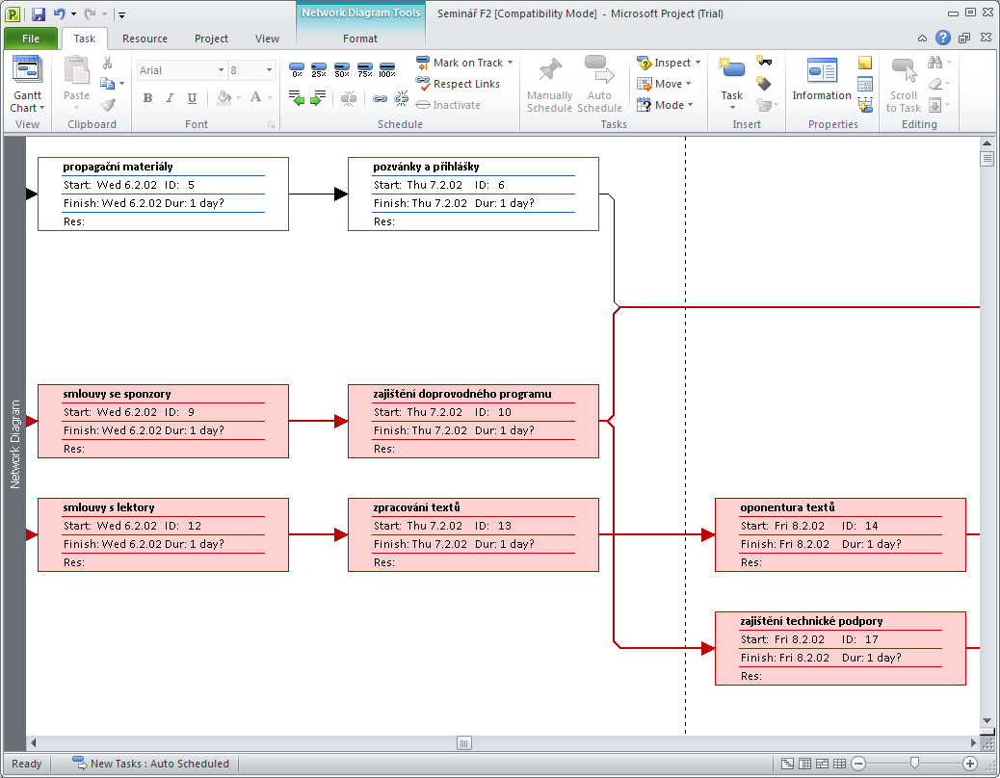 Network Diagram Tools
Seminář F2 [Compatibility Mode] - Microsoft Project (Trial)
File Task Resource Project View Format
Gantt Chart
Paste
Arial 8
B I U A
0% 25% 50% 75% 100%
Mark on Track
Respect Links
Inactivate
Manually Schedule
Auto Schedule
Inspect
Move
Mode
Task
Information
Scroll to Task
View Clipboard Font Schedule Tasks Insert Properties Editing
Network Diagram
propagační materiály
Start: Wed 6.2.02 ID: 5
Finish: Wed 6.2.02 Dur: 1 day?
Res:
pozvánky a přihlášky
Start: Thu 7.2.02 ID: 6
Finish: Thu 7.2.02 Dur: 1 day?
Res:
smlouvy se sponzory
Start: Wed 6.2.02 ID: 9
Finish: Wed 6.2.02 Dur: 1 day?
Res:
zajištění doprovodného programu
Start: Thu 7.2.02 ID: 10
Finish: Thu 7.2.02 Dur: 1 day?
Res:
smlouvy s lektory
Start: Wed 6.2.02 ID: 12
Finish: Wed 6.2.02 Dur: 1 day?
Res:
zpracování textů
Start: Thu 7.2.02 ID: 13
Finish: Thu 7.2.02 Dur: 1 day?
Res:
oponentura textů
Start: Fri 8.2.02 ID: 14
Finish: Fri 8.2.02 Dur: 1 day?
Res:
zajištění technické podpory
Start: Fri 8.2.02 ID: 17
Finish: Fri 8.2.02 Dur: 1 day?
Res:
Ready
New Tasks : Auto Scheduled